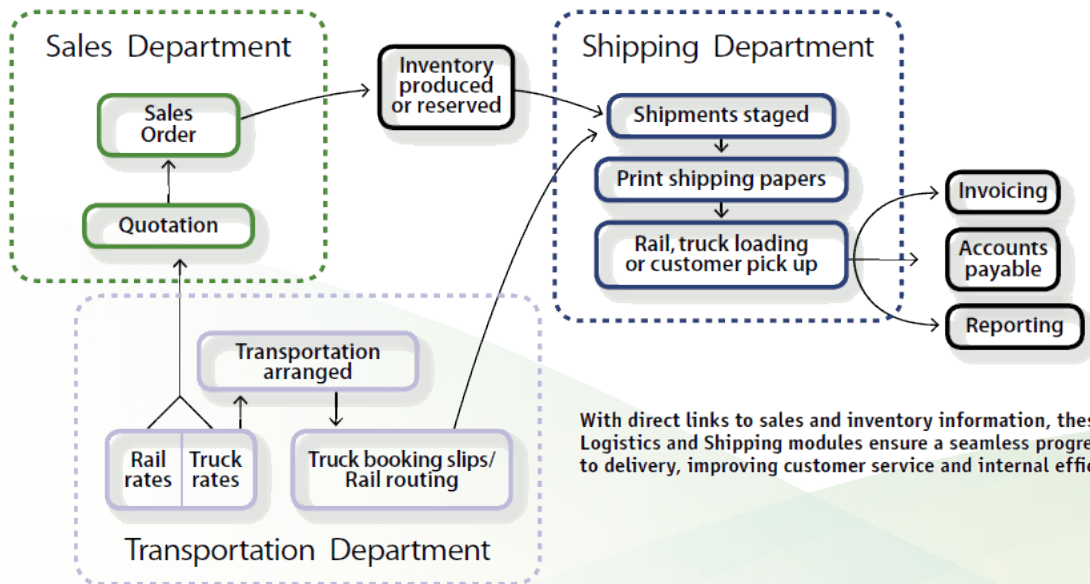 Sales Department
Sales
Order
Quotation
Inventory
produced
or reserved
Shipping Department
Shipments staged
Print shipping papers
Rail, truck loading
or customer pick up
Invoicing
Accounts
payable
Reporting
Transportation
arranged
Rail
rates
Truck
rates
Truck booking slips/
Rail routing
Transportation Department
With direct links to sales and inventory information,
Logistics and Shipping modules ensure a seamless
to delivery, improving customer service and internal